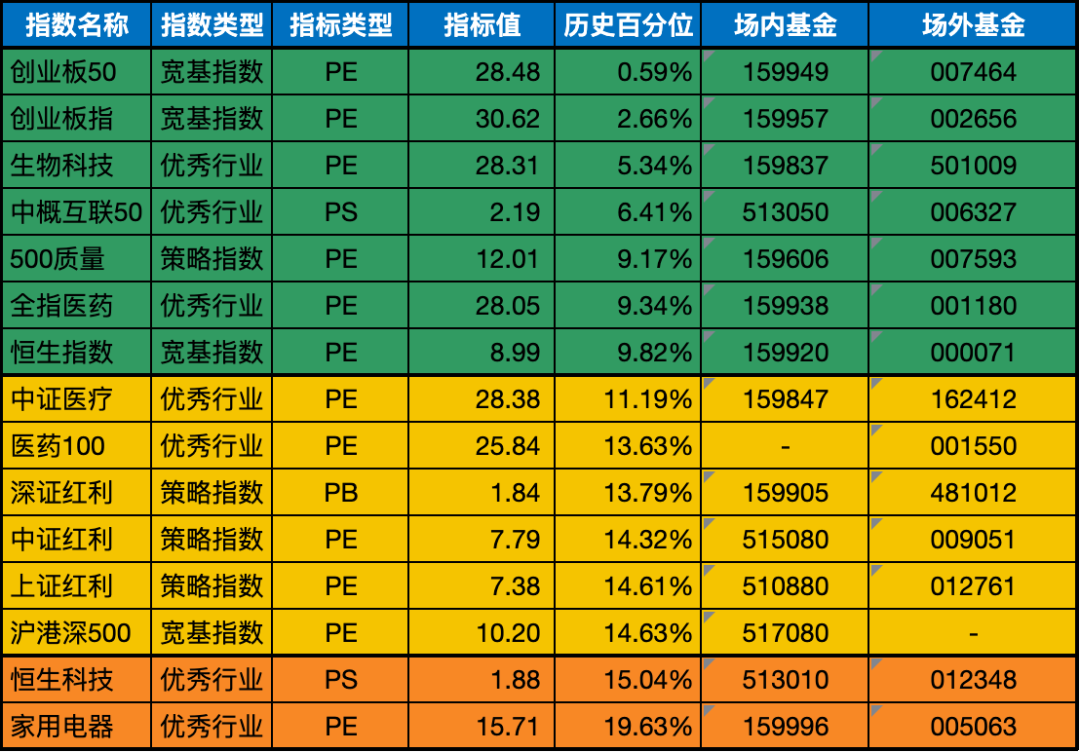 指数名称 指数类型 指标类型 指标值 历史百分位 场内基金 场外基金
创业板50 宽基指数 PE 28.48 0.59% 159949 007464
创业板指 宽基指数 PE 30.62 2.66% 159957 002656
生物科技 优秀行业 PE 28.31 5.34% 159837 501009
中概互联50 优秀行业 PS 2.19 6.41% 513050 006327
500质量 策略指数 PE 12.01 9.17% 159606 007593
全指医药 优秀行业 PE 28.05 9.34% 159938 001180
恒生指数 宽基指数 PE 8.99 9.82% 159920 000071
中证医疗 优秀行业 PE 28.38 11.19% 159847 162412
医药100 优秀行业 PE 25.84 13.63% - 001550
深证红利 策略指数 PB 1.84 13.79% 159905 481012
中证红利 策略指数 PE 7.79 14.32% 515080 009051
上证红利 策略指数 PE 7.38 14.61% 510880 012761
沪港深500 宽基指数 PE 10.20 14.63% 517080 -
恒生科技 优秀行业 PS 1.88 15.04% 513010 012348
家用电器 优秀行业 PE 15.71 19.63% 159996 005063